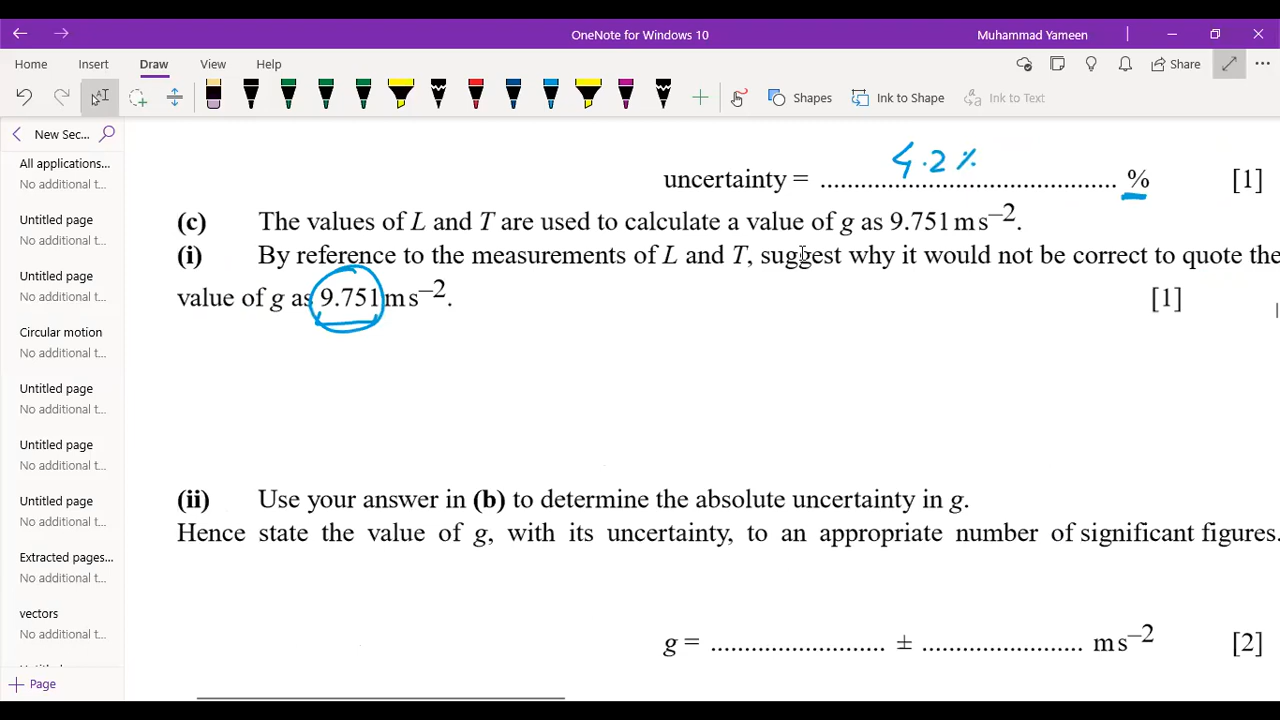 OneNote for Windows 10
Muhammad Yameen
Home Insert Draw View Help
Share
Shapes Ink to Shape Ink to Text
New Sec...
All applications...
No additional t...
Untitled page
No additional t...
Untitled page
No additional t...
Circular motion
No additional t...
Untitled page
No additional t...
Untitled page
No additional t...
Untitled page
No additional t...
Extracted pages...
No additional t...
vectors
No additional t...
Page
4.2 %
uncertainty = ............................................ % [1]
(c) The values of L and T are used to calculate a value of g as 9.751 m s⁻².
(i) By reference to the measurements of L and T, suggest why it would not be correct to quote the
value of g as 9.751 m s⁻². [1]
(ii) Use your answer in (b) to determine the absolute uncertainty in g.
Hence state the value of g, with its uncertainty, to an appropriate number of significant figures.
g = .......................... ± ........................ m s⁻² [2]